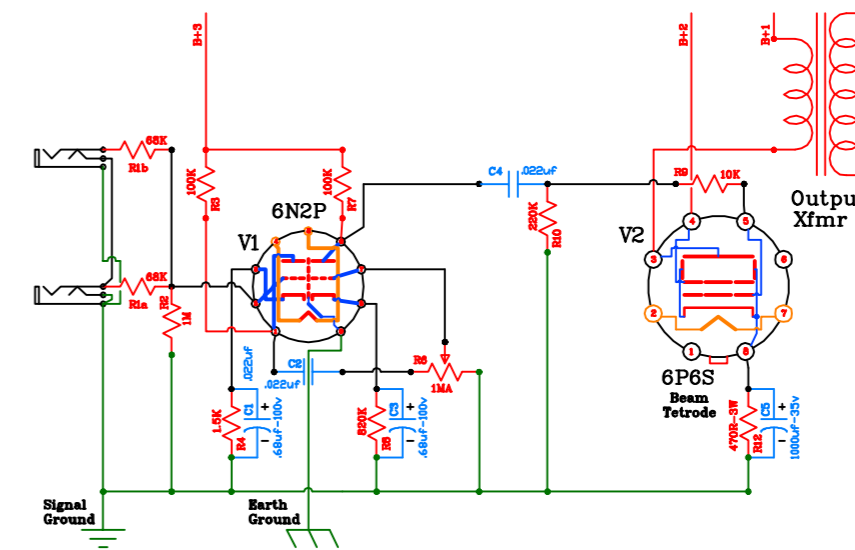 B+3
B+2
B+1
68K
R1b
100K
R3
100K
R7
C4
.022uf
R9
10K
Outpu
Xfmr
6N2P
V1
220K
R10
V2
4
5
3
6
2
7
1
8
68K
R1a
R2
1M
.022uf
C2
.022uf
R6
1MA
6P6S
Beam
Tetrode
1.5K
R4
C1
+
.68uf-100v
820K
R8
C3
+
.68uf-100v
470R-3W
R12
C5
+
1000uf-35v
Signal
Ground
Earth
Ground